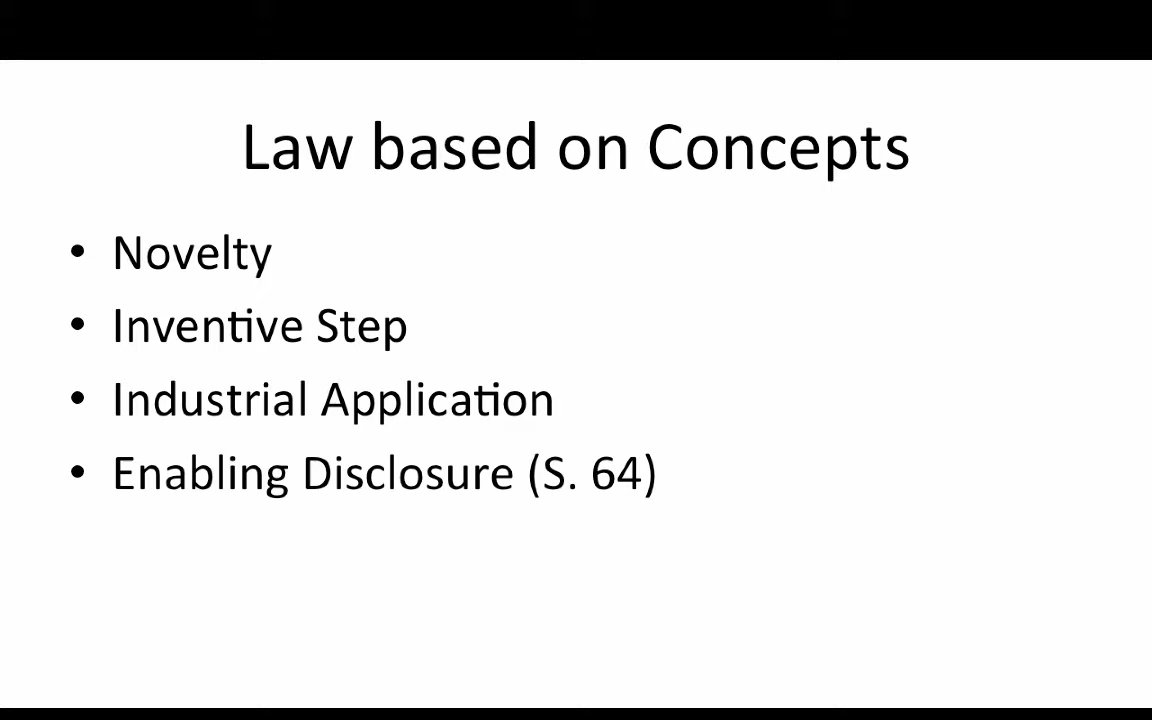 Law based on Concepts
• Novelty
• Inventive Step
• Industrial Application
• Enabling Disclosure (S. 64)